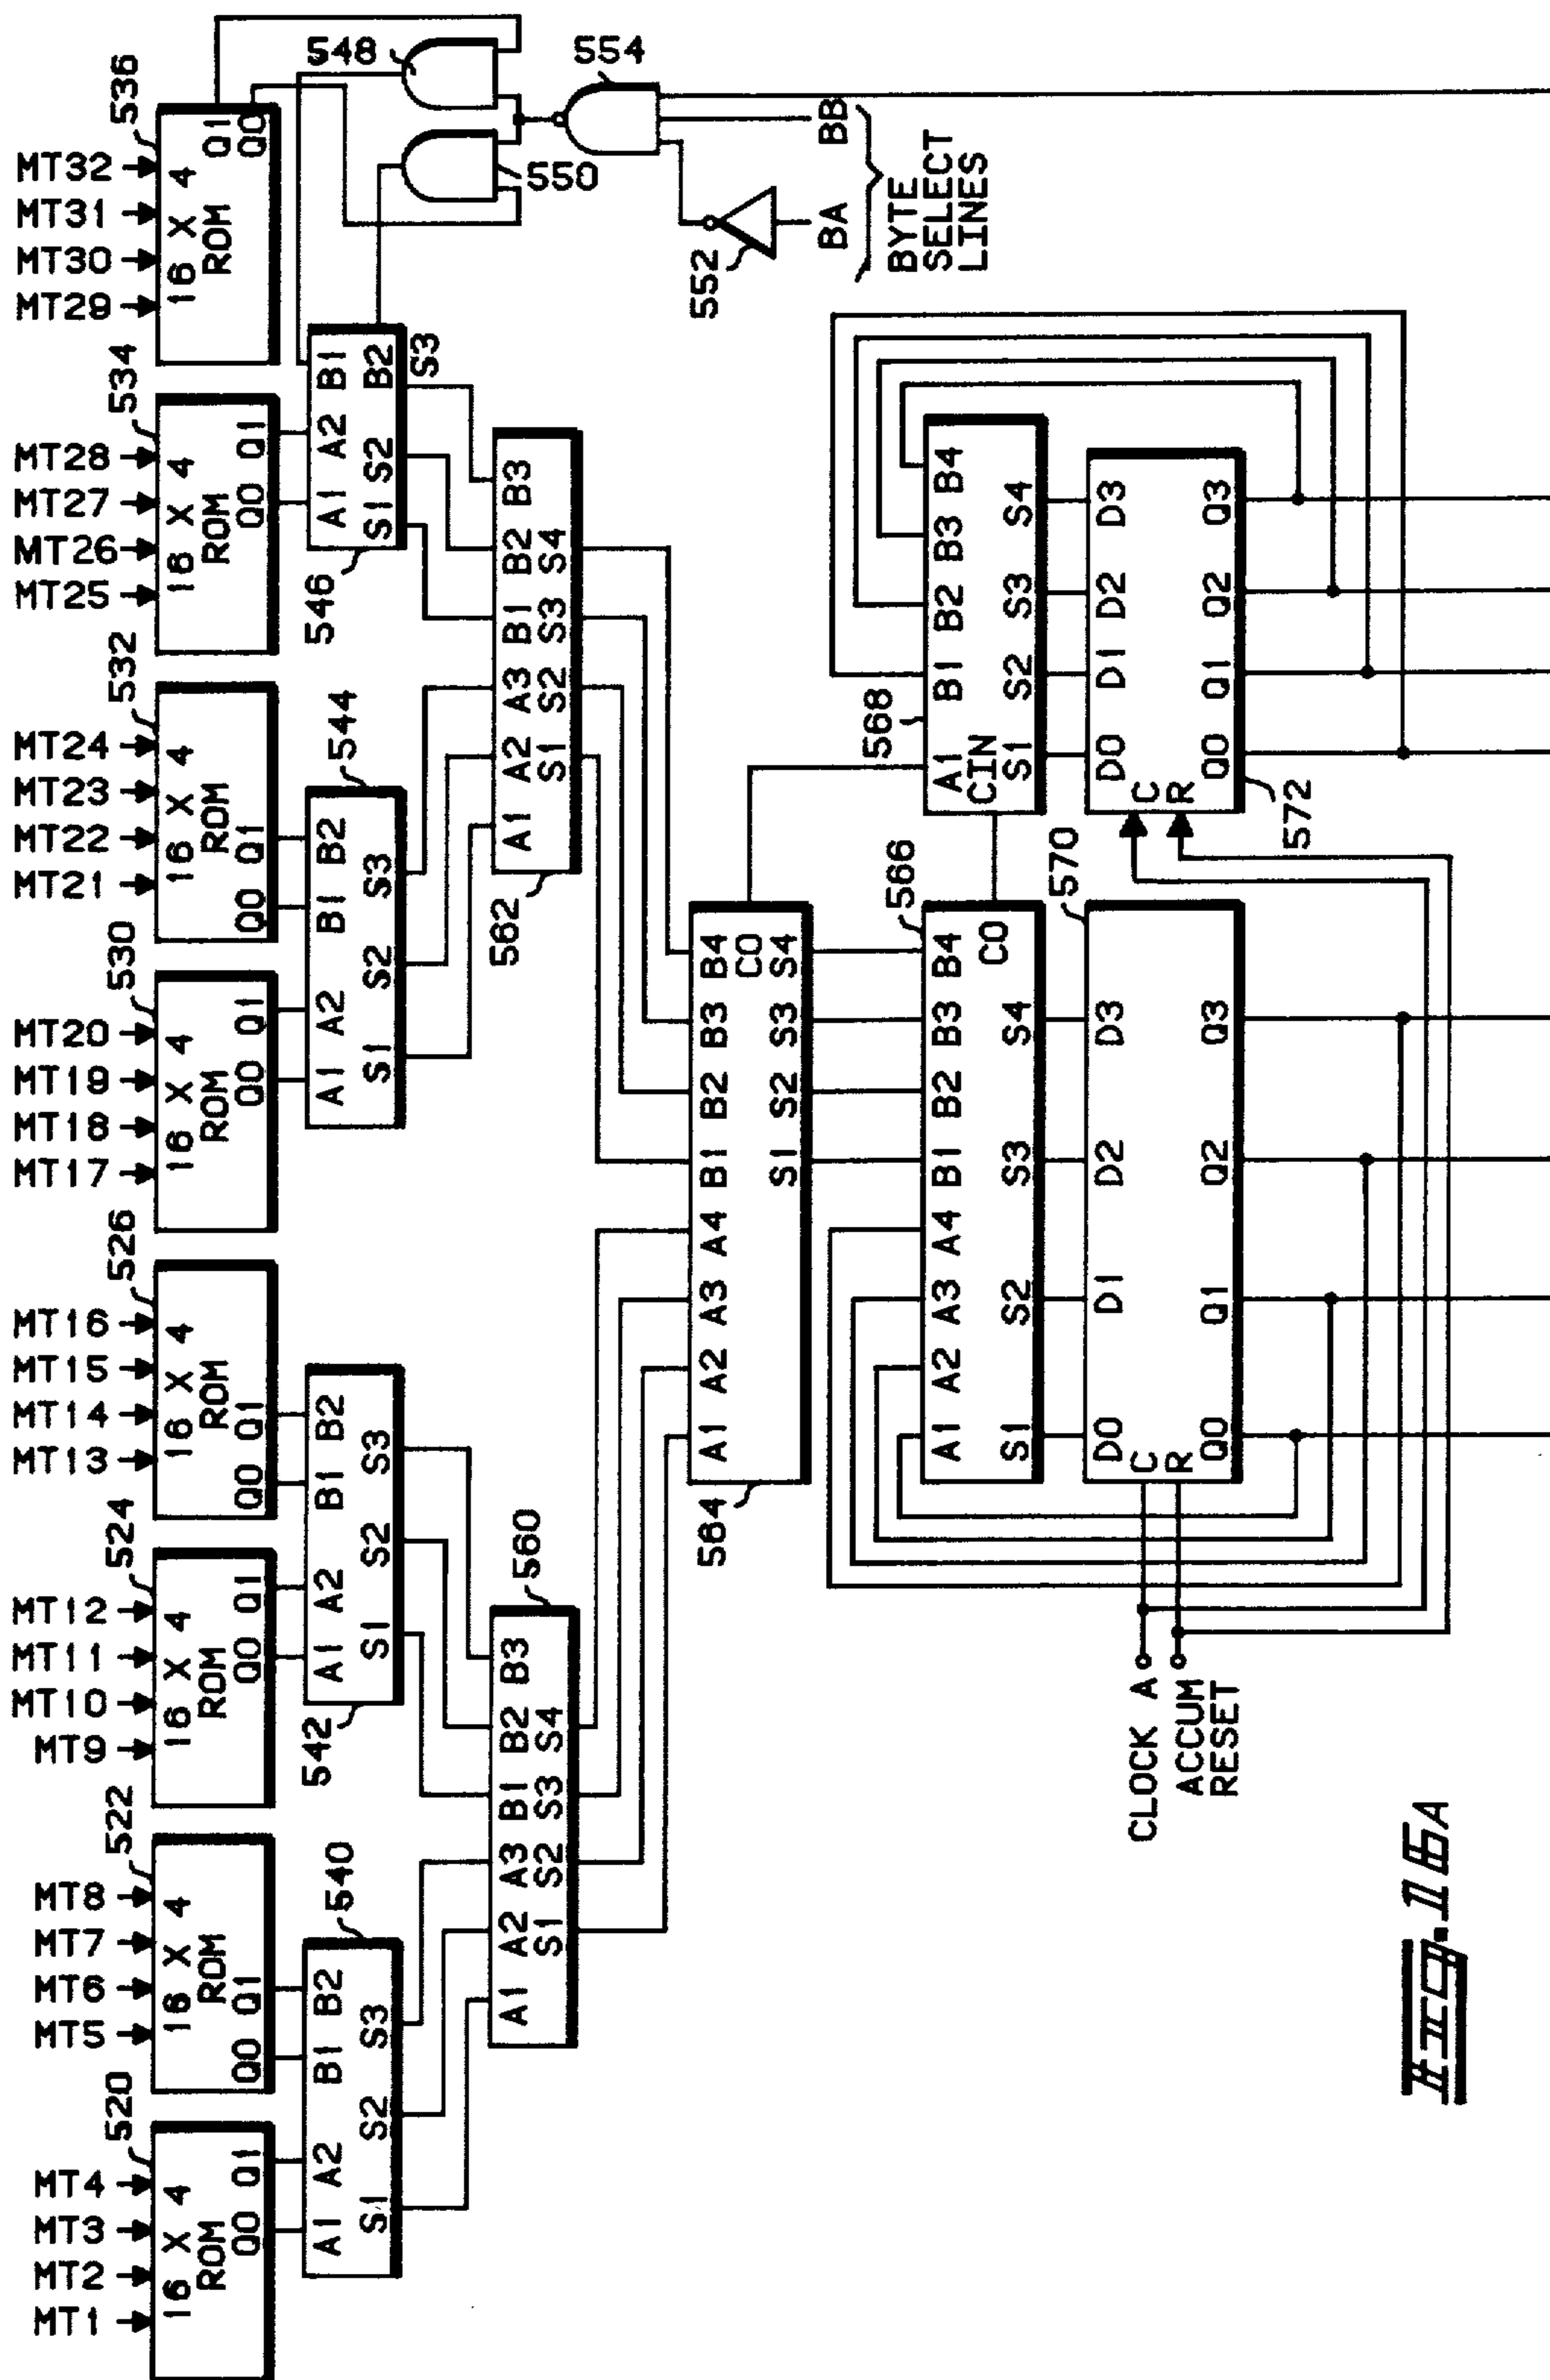 MT1 MT2 MT3 MT4
520
16 X 4
ROM
Q0 Q1
MT5 MT6 MT7 MT8
522
16 X 4
ROM
Q0 Q1
MT9 MT10 MT11 MT12
524
16 X 4
ROM
Q0 Q1
MT13 MT14 MT15 MT16
526
16 X 4
ROM
Q0 Q1
MT17 MT18 MT19 MT20
530
16 X 4
ROM
Q0 Q1
MT21 MT22 MT23 MT24
532
16 X 4
ROM
Q0 Q1
MT25 MT26 MT27 MT28
534
16 X 4
ROM
Q0 Q1
MT29 MT30 MT31 MT32
536
16 X 4
ROM
Q1
Q0
540
A1 A2 B1 B2
S1 S2 S3
542
A1 A2 B1 B2
S1 S2 S3
544
A1 A2 B1 B2
S1 S2 S3
546
A1 A2 B1
B2
S1 S2 S3
548
550
554
552
BA BB
BYTE
SELECT
LINES
560
A1 A2 A3 B1 B2 B3
S1 S2 S3 S4
562
A1 A2 A3 B1 B2 B3
S1 S2 S3 S4
564
A1 A2 A3 A4 B1 B2 B3 B4
CO
S1 S2 S3 S4
566
A1 A2 A3 A4 B1 B2 B3 B4
CO
S1 S2 S3 S4
568
A1 B1 B2 B3 B4
CIN
S1 S2 S3 S4
570
D0 D1 D2 D3
C
R
Q0 Q1 Q2 Q3
572
D0 D1 D2 D3
C
R
Q0 Q1 Q2 Q3
CLOCK A
ACCUM
RESET
FIG. 16A